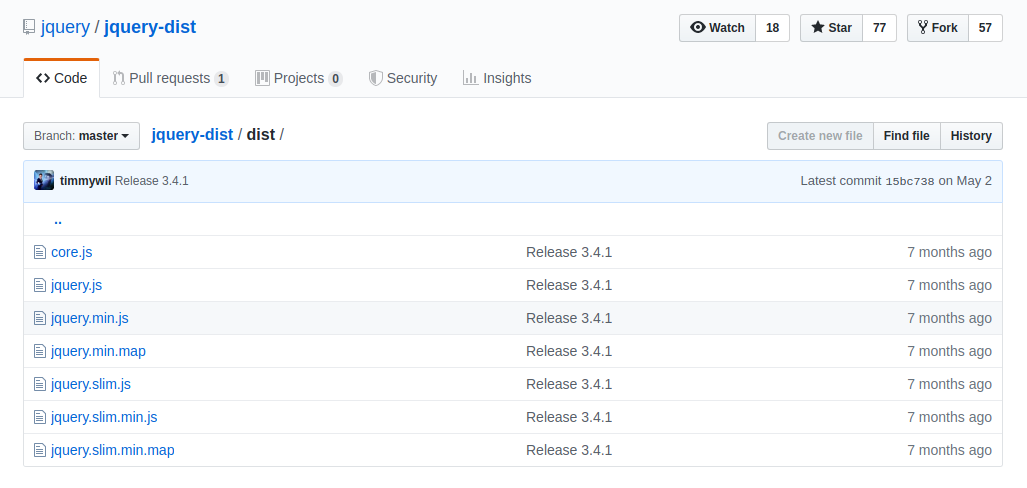 jquery / jquery-dist Watch 18 Star 77 Fork 57
Code Pull requests 1 Projects 0 Security Insights
Branch: master jquery-dist / dist / Create new file Find file History
timmywil Release 3.4.1 Latest commit 15bc738 on May 2
..
core.js Release 3.4.1 7 months ago
jquery.js Release 3.4.1 7 months ago
jquery.min.js Release 3.4.1 7 months ago
jquery.min.map Release 3.4.1 7 months ago
jquery.slim.js Release 3.4.1 7 months ago
jquery.slim.min.js Release 3.4.1 7 months ago
jquery.slim.min.map Release 3.4.1 7 months ago